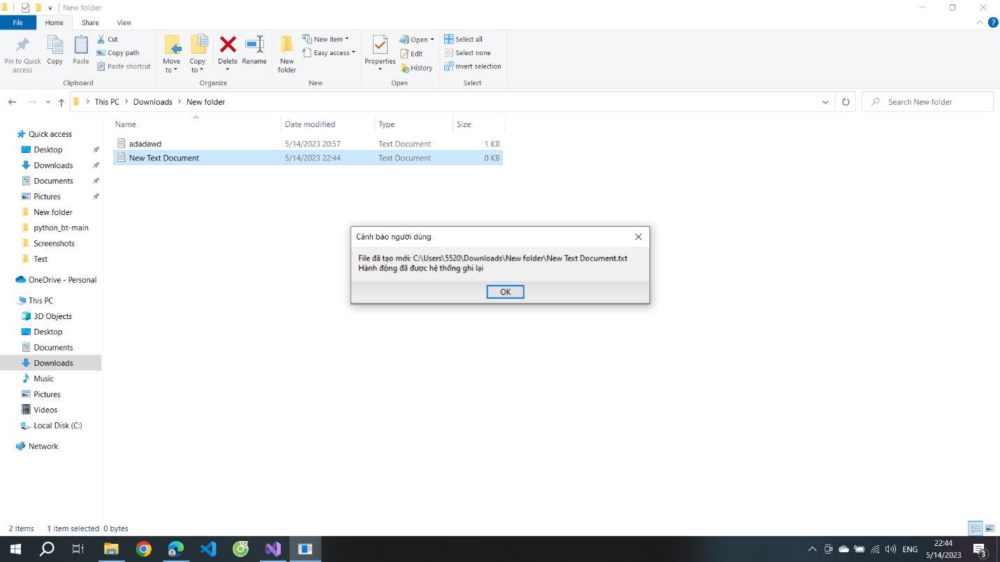 New folder
File Home Share View
Pin to Quick access
Copy
Paste
Cut
Copy path
Paste shortcut
Clipboard
Move to
Copy to
Delete
Rename
Organize
New folder
New item
Easy access
New
Properties
Open
Edit
History
Open
Select all
Select none
Invert selection
Select
This PC > Downloads > New folder
Search New folder
Name Date modified Type Size
adadawd 5/14/2023 20:57 Text Document 1 KB
New Text Document 5/14/2023 22:44 Text Document 0 KB
Quick access
Desktop
Downloads
Documents
Pictures
New folder
python_bt-main
Screenshots
Test
OneDrive - Personal
This PC
3D Objects
Desktop
Documents
Downloads
Music
Pictures
Videos
Local Disk (C:)
Network
Cảnh báo người dùng
File đã tạo mới: C:\Users\5520\Downloads\New folder\New Text Document.txt
Hành động đã được hệ thống ghi lại
OK
2 items 1 item selected 0 bytes
ENG
22:44
5/14/2023
3